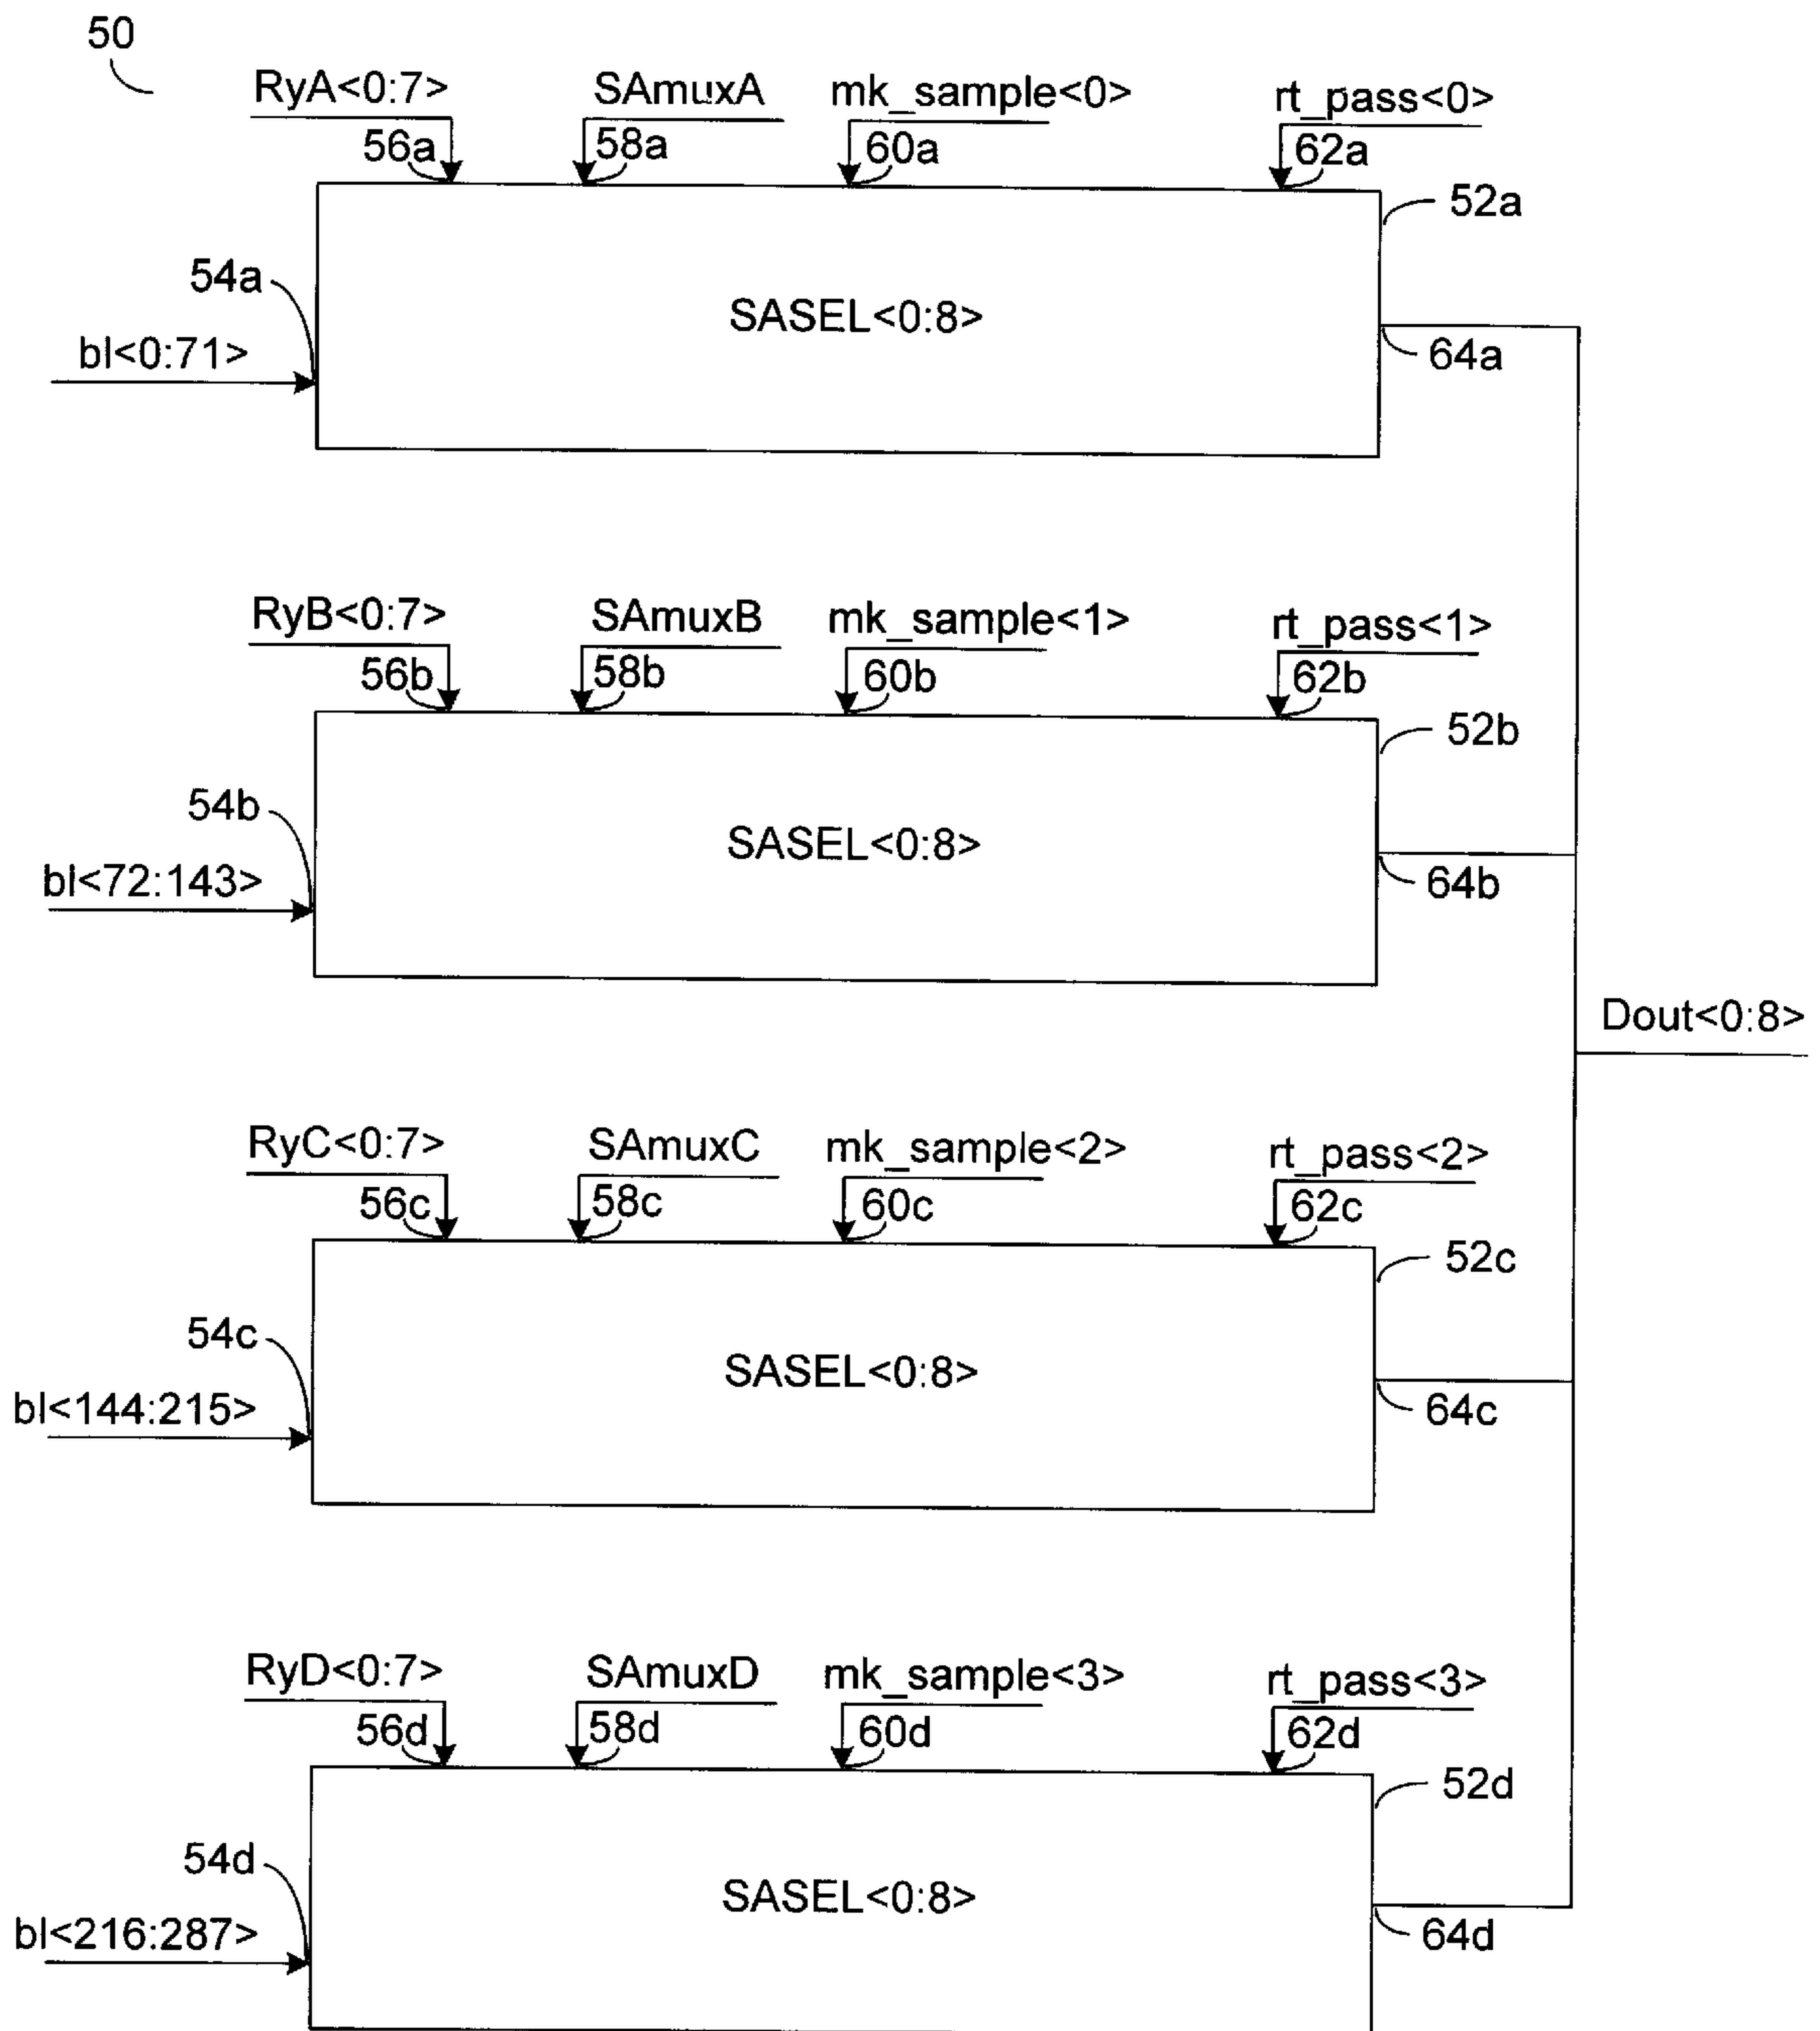 50
RyA<0:7> SAmuxA mk_sample<0> rt_pass<0>
56a 58a 60a 62a
52a
54a
SASEL<0:8>
bl<0:71>
64a
RyB<0:7> SAmuxB mk_sample<1> rt_pass<1>
56b 58b 60b 62b
52b
54b
SASEL<0:8>
bl<72:143>
64b
Dout<0:8>
RyC<0:7> SAmuxC mk_sample<2> rt_pass<2>
56c 58c 60c 62c
52c
54c
SASEL<0:8>
bl<144:215>
64c
RyD<0:7> SAmuxD mk_sample<3> rt_pass<3>
56d 58d 60d 62d
52d
54d
SASEL<0:8>
bl<216:287>
64d